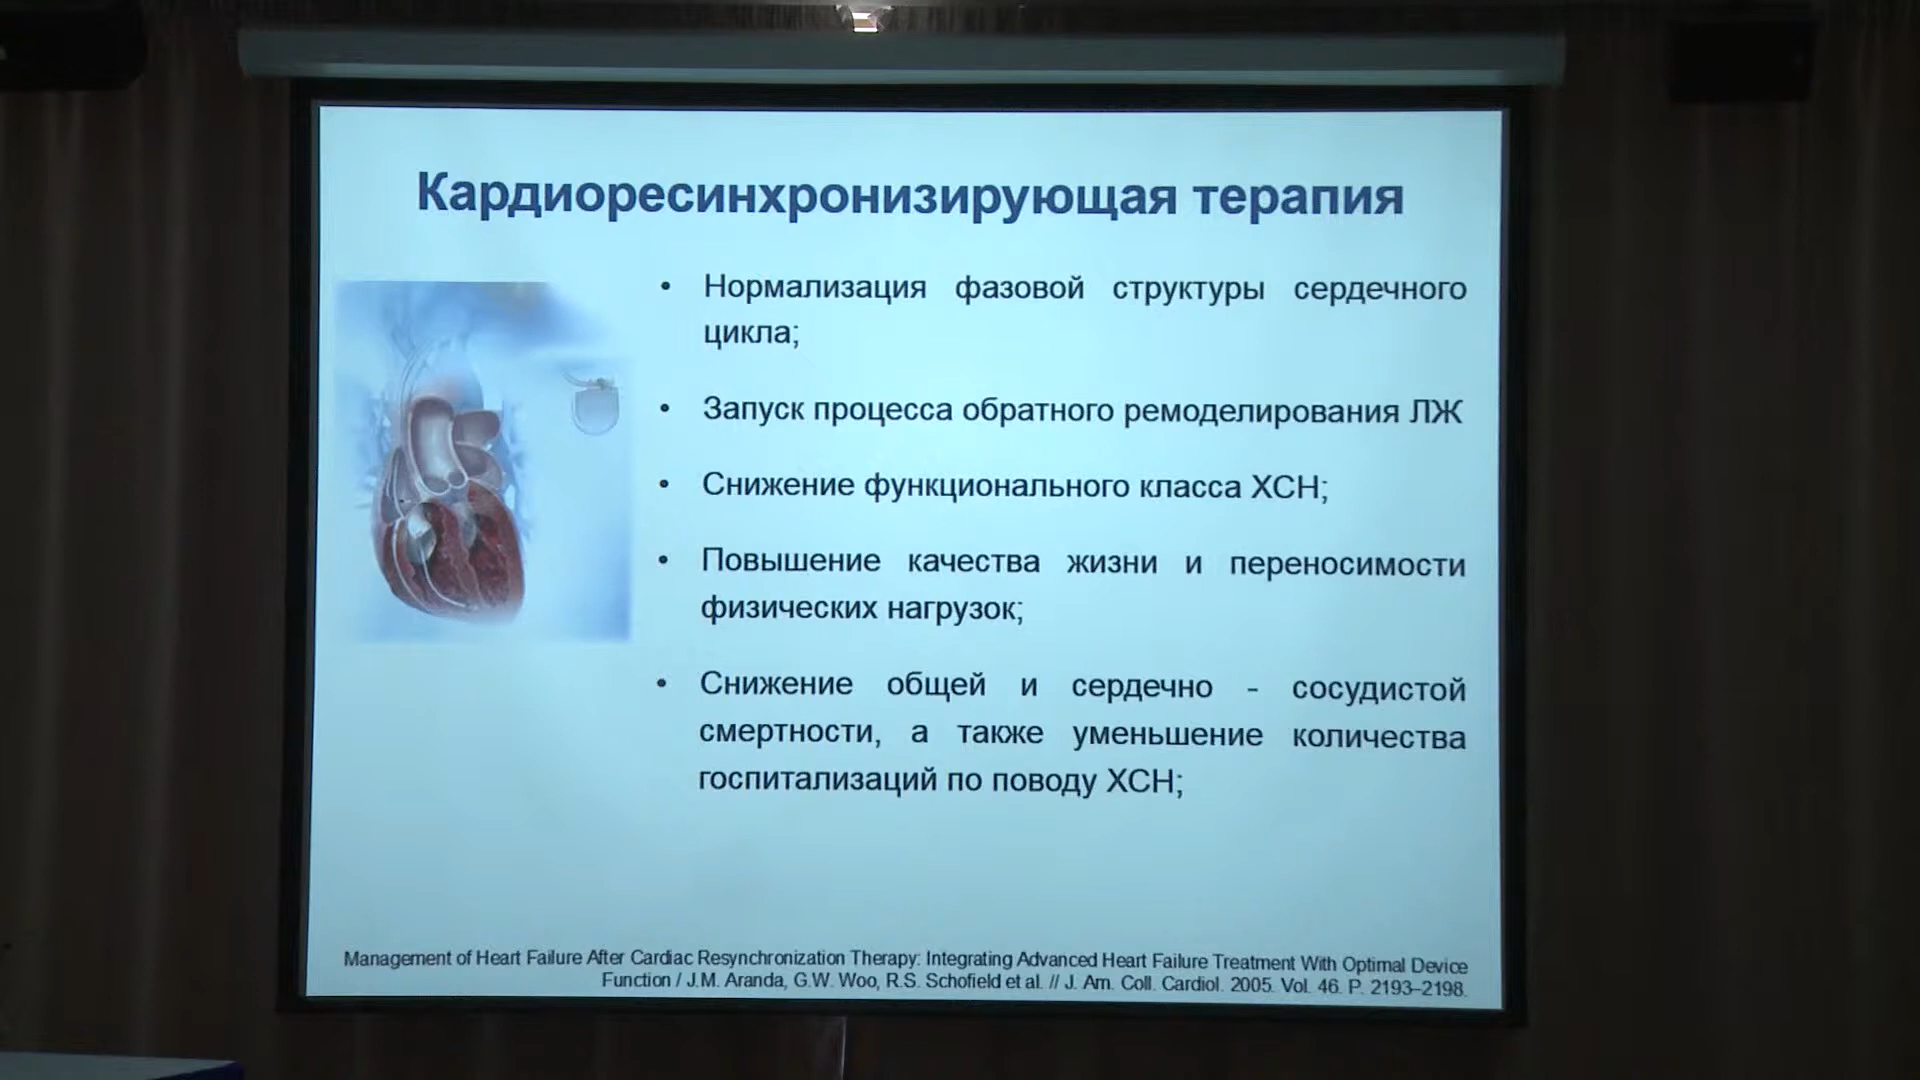 Кардиоресинхронизирующая терапия
• Нормализация фазовой структуры сердечного
цикла;
• Запуск процесса обратного ремоделирования ЛЖ
• Снижение функционального класса ХСН;
• Повышение качества жизни и переносимости
физических нагрузок;
• Снижение общей и сердечно - сосудистой
смертности, а также уменьшение количества
госпитализаций по поводу ХСН;
Management of Heart Failure After Cardiac Resynchronization Therapy: Integrating Advanced Heart Failure Treatment With Optimal Device
Function / J.M. Aranda, G.W. Woo, R.S. Schofield et al. // J. Am. Coll. Cardiol. 2005. Vol. 46. P. 2193–2198.